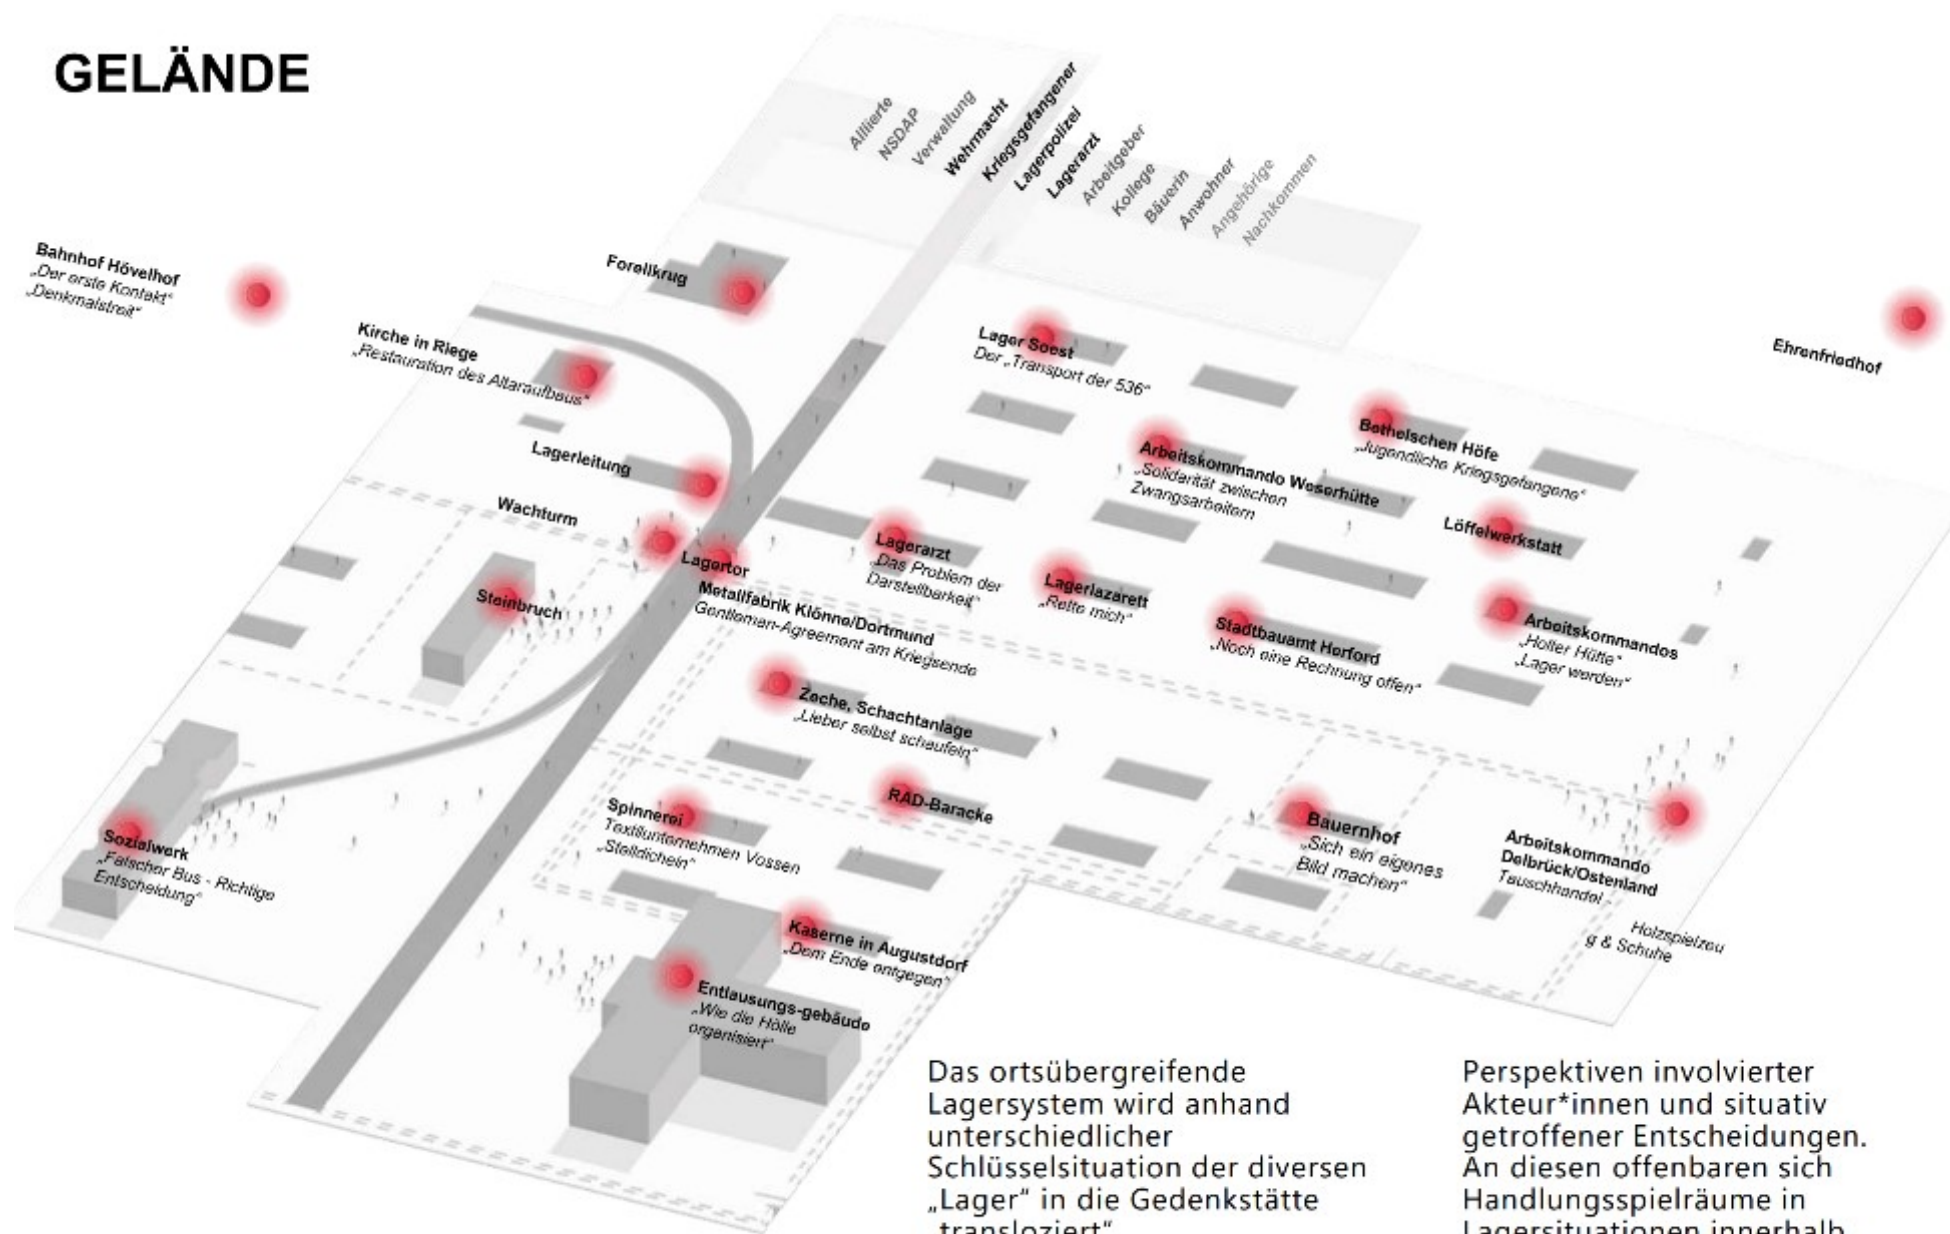 GELÄNDE
Alliierte
NSDAP
Verwaltung
Wehrmacht
Kriegsgefangener
Lagerpolizei
Lagerarzt
Arbeitgeber
Kollege
Bäuerin
Anwohner
Angehörige
Nachkommen
Bahnhof Hövelhof
„Der erste Kontakt“
„Denkmalstreit“
Forellkrug
Kirche in Riege
„Restauration des Altaraufbaus“
Lager Soest
Der „Transport der 536“
Ehrenfriedhof
Lagerleitung
Bethelschen Höfe
„Jugendliche Kriegsgefangene“
Arbeitskommando Weserhütte
„Solidarität zwischen
Zwangsarbeitern
Wachturm
Löffelwerkstatt
Lagertor
Lagerarzt
„Das Problem der
Darstellbarkeit“
Steinbruch
Metallfabrik Klönne/Dortmund
Gentleman-Agreement am Kriegsende
Lagerlazarett
„Rette mich“
Stadtbauamt Herford
„Noch eine Rechnung offen“
Arbeitskommandos
„Holter Hütte“
„Lager werden“
Zeche, Schachtanlage
„Lieber selbst schaufeln“
RAD-Baracke
Spinnerei
Textilunternehmen Vossen
„Stelldichein“
Bauernhof
„Sich ein eigenes
Bild machen“
Arbeitskommando
Delbrück/Ostenland
Tauschhandel -
Holzspielzeu
g & Schuhe
Sozialwerk
„Falscher Bus - Richtige
Entscheidung“
Kaserne in Augustdorf
„Dem Ende entgegen“
Entlausungs-gebäude
„Wie die Hölle
organisiert“
Das ortsübergreifende
Lagersystem wird anhand
unterschiedlicher
Schlüsselsituation der diversen
„Lager“ in die Gedenkstätte
„transloziert“
Perspektiven involvierter
Akteur*innen und situativ
getroffener Entscheidungen.
An diesen offenbaren sich
Handlungsspielräume in
Lagersituationen innerhalb